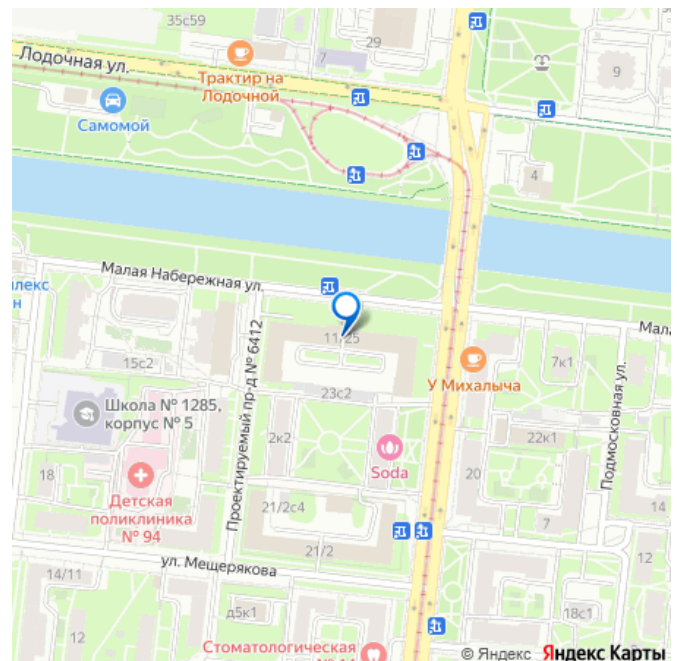 35с59
29
7
Лодочная ул.
Трактир на
Лодочной
9
Самомой
4
Малая Набережная ул.
плекс
н
Мала
11/25
15с2
7к1
У Михалыча
23с2
Проектируемый пр-д № 6412
Школа № 1285,
корпус № 5
2к2
Soda
22к1
Подмосковная ул.
18
20
Детская
поликлиника
№ 94
21/2с4
14
7
21/2
12
ул. Мещерякова
14/11
д5к1
18с1
12
Стоматологическая
© Яндекс Яндекс Карты